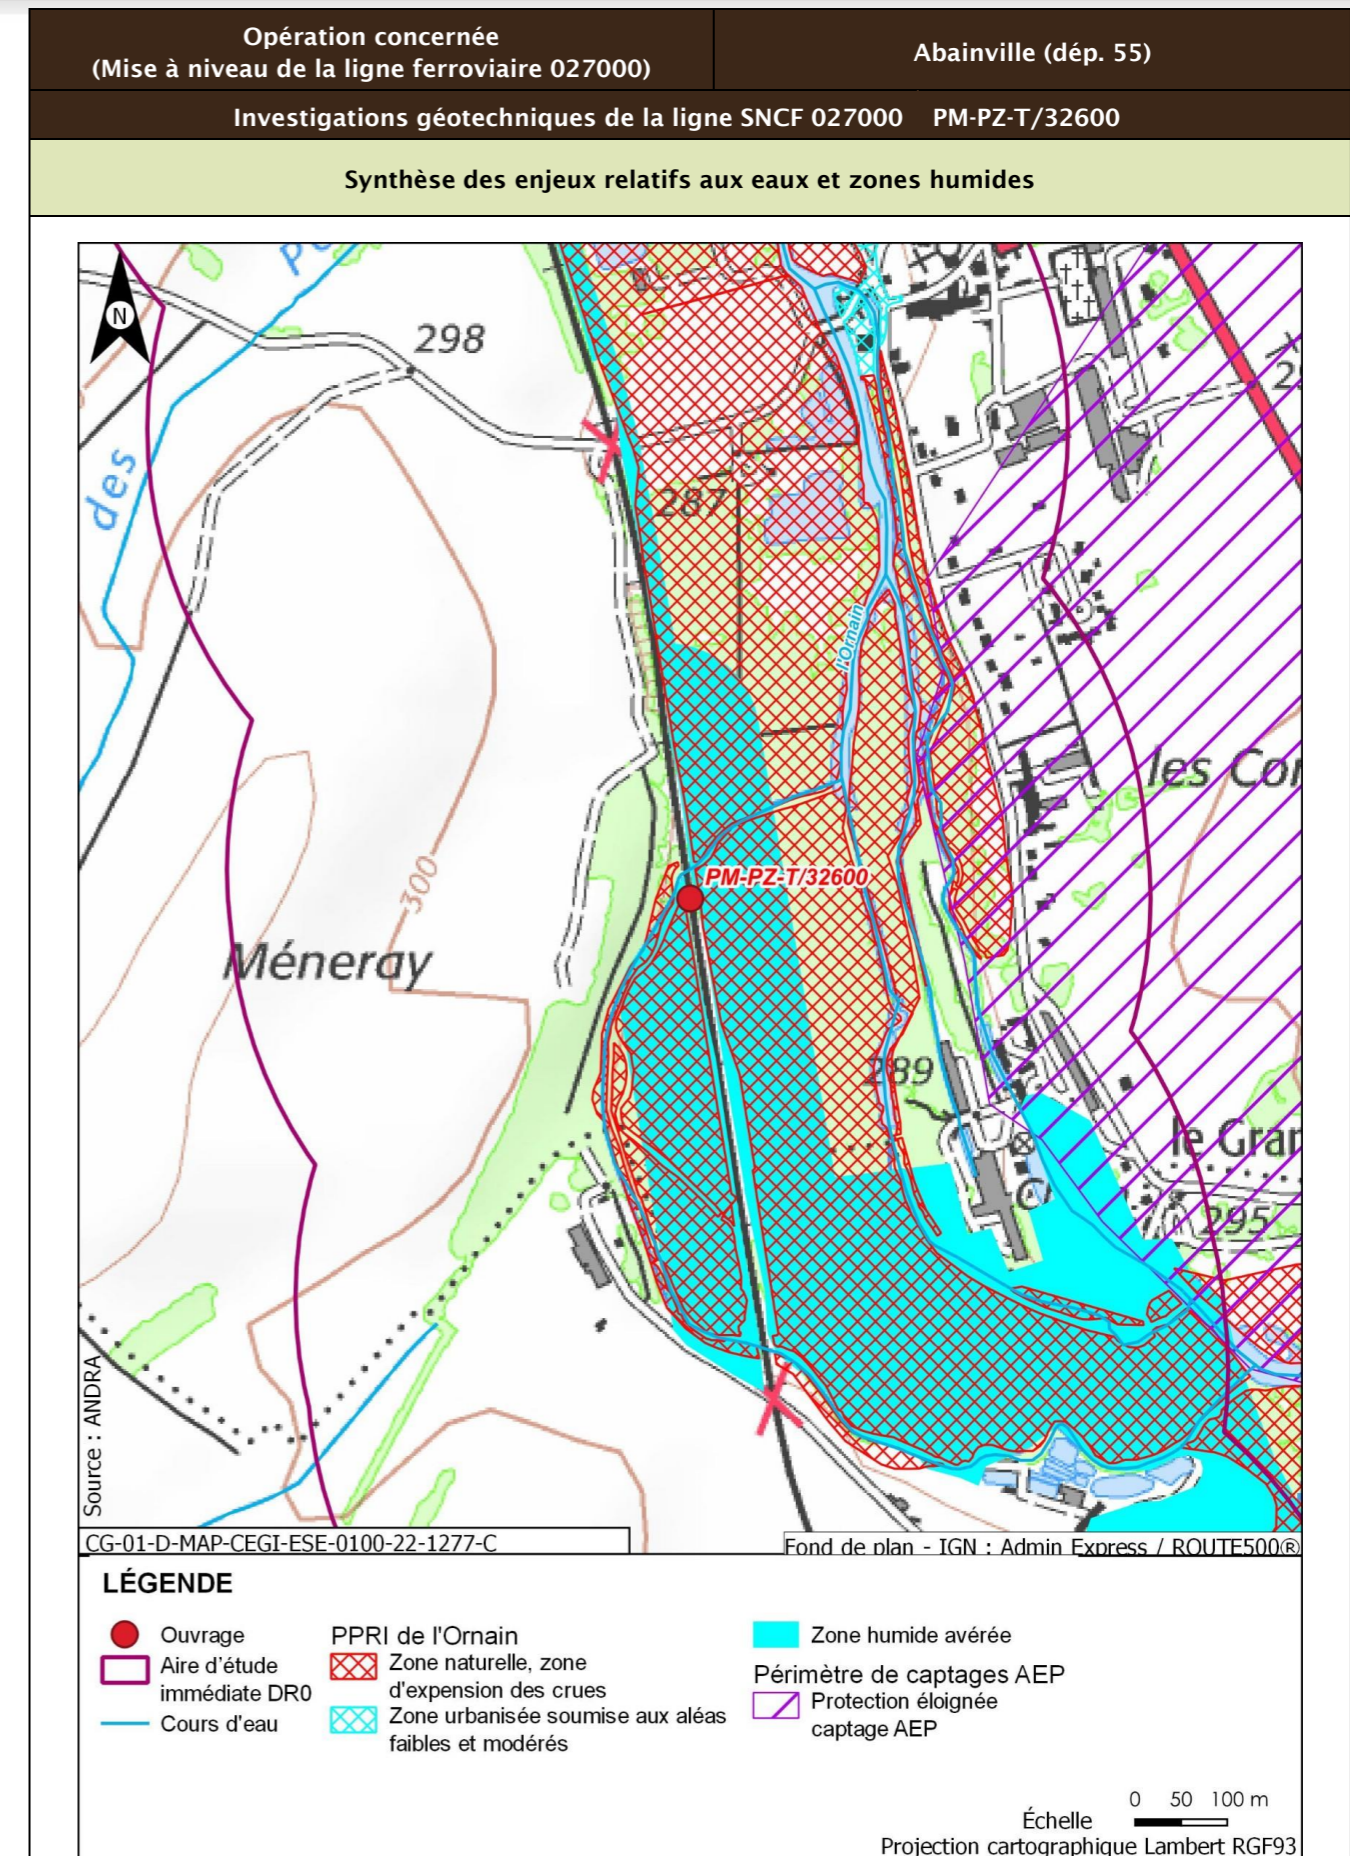 Opération concernée
(Mise à niveau de la ligne ferroviaire 027000)
Abainville (dép. 55)
Investigations géotechniques de la ligne SNCF 027000 PM-PZ-T/32600
Synthèse des enjeux relatifs aux eaux et zones humides
N
298
des
287
l'Ornain
les Cor
300
PM-PZ-T/32600
Méneray
289
le Gran
295
Source : ANDRA
CG-01-D-MAP-CEGI-ESE-0100-22-1277-C
Fond de plan - IGN : Admin Express / ROUTE500®
LÉGENDE
Ouvrage
Aire d'étude
immédiate DR0
Cours d'eau
PPRI de l'Ornain
Zone naturelle, zone
d'expension des crues
Zone urbanisée soumise aux aléas
faibles et modérés
Zone humide avérée
Périmètre de captages AEP
Protection éloignée
captage AEP
0 50 100 m
Échelle
Projection cartographique Lambert RGF93